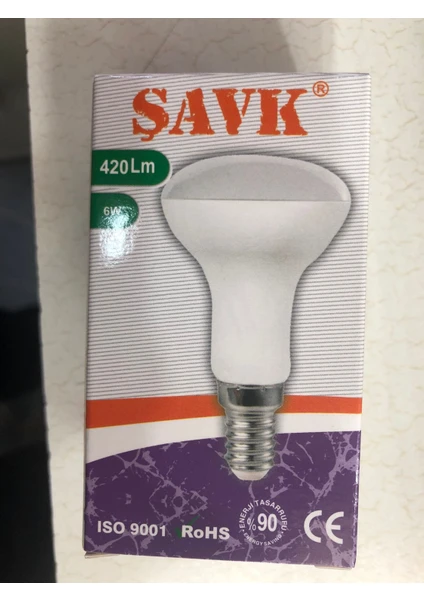 ŞAVK®
420Lm
6W
ENERJİ TASARRUFU
%90
ENERGY SAVING
ISO 9001 RoHS
CE